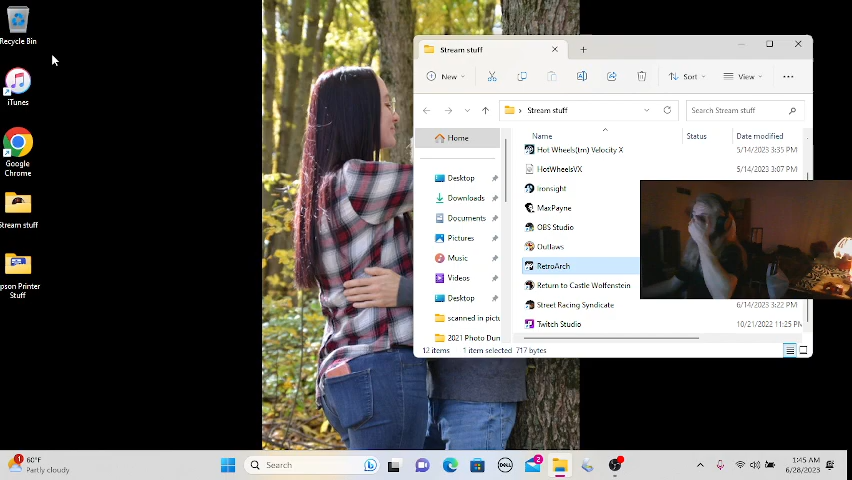 Recycle Bin
iTunes
Google
Chrome
Stream stuff
pson Printer
Stuff
Stream stuff
New
Sort
View
Stream stuff
Search Stream stuff
Home
Desktop
Downloads
Documents
Pictures
Music
Videos
Desktop
scanned in pictu
2021 Photo Dun
Name
Status
Date modified
Hot Wheels(tm) Velocity X
5/14/2023 3:35 PM
HotWheelsVX
5/14/2023 3:07 PM
ironsight
MaxPayne
OBS Studio
Outlaws
RetroArch
Return to Castle Wolfenstein
Street Racing Syndicate
6/14/2023 3:22 PM
Twitch Studio
10/21/2022 11:25 PM
12 items
1 item selected 717 bytes
1
60°F
Partly cloudy
Search
DELL
2
1:45 AM
6/28/2023